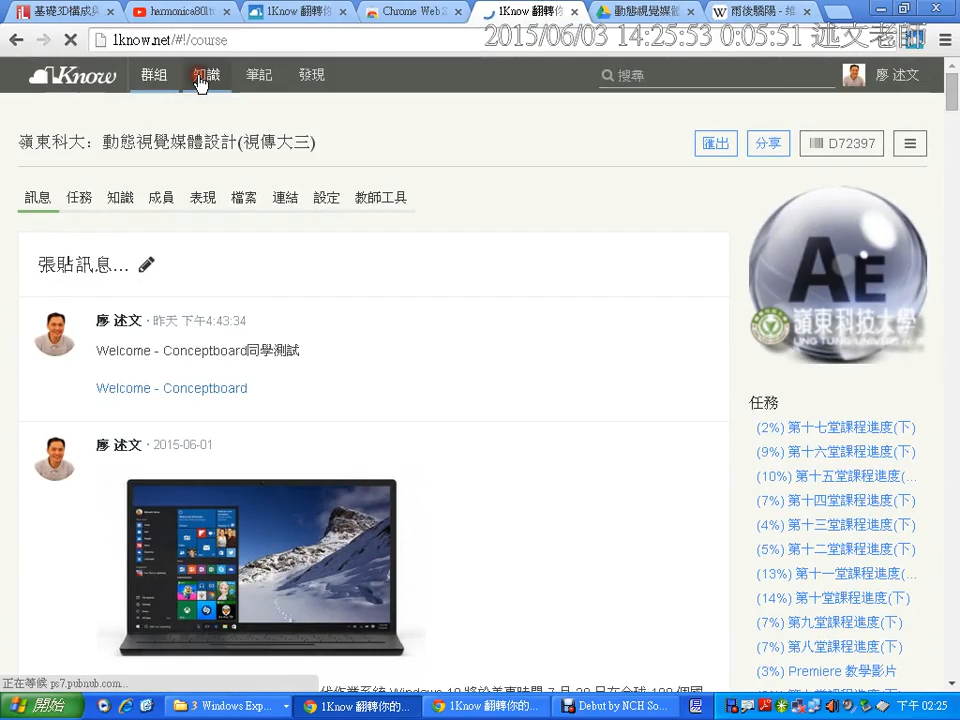 基礎3D構成與
harmonica80lto
1Know 翻轉你
Chrome Web S
1Know 翻轉你
動態視覺媒體
雨後驕陽 - 維
1know.net/#!/course
2015/06/03 14:25:53 0:05:51 述文老師
1Know
群組
知識
筆記
發現
搜尋
廖 述文
嶺東科大：動態視覺媒體設計(視傳大三)
匯出
分享
D72397
訊息
任務
知識
成員
表現
檔案
連結
設定
教師工具
張貼訊息...
廖 述文 · 昨天 下午4:43:34
Welcome - Conceptboard同學測試
Welcome - Conceptboard
廖 述文 · 2015-06-01
AE
嶺東科技大學
LING TUNG UNIVERSITY
任務
(2%) 第十七堂課程進度(下)
(9%) 第十六堂課程進度(下)
(10%) 第十五堂課程進度(...
(7%) 第十四堂課程進度(下)
(4%) 第十三堂課程進度(下)
(5%) 第十二堂課程進度(下)
(13%) 第十一堂課程進度(...
(14%) 第十堂課程進度(下)
(7%) 第九堂課程進度(下)
(7%) 第八堂課程進度(下)
(3%) Premiere 教學影片
正在等候 ps7.pubnub.com...
開始
3 Windows Exp...
1Know 翻轉你的...
1Know 翻轉你的...
Debut by NCH So...
下午 02:25